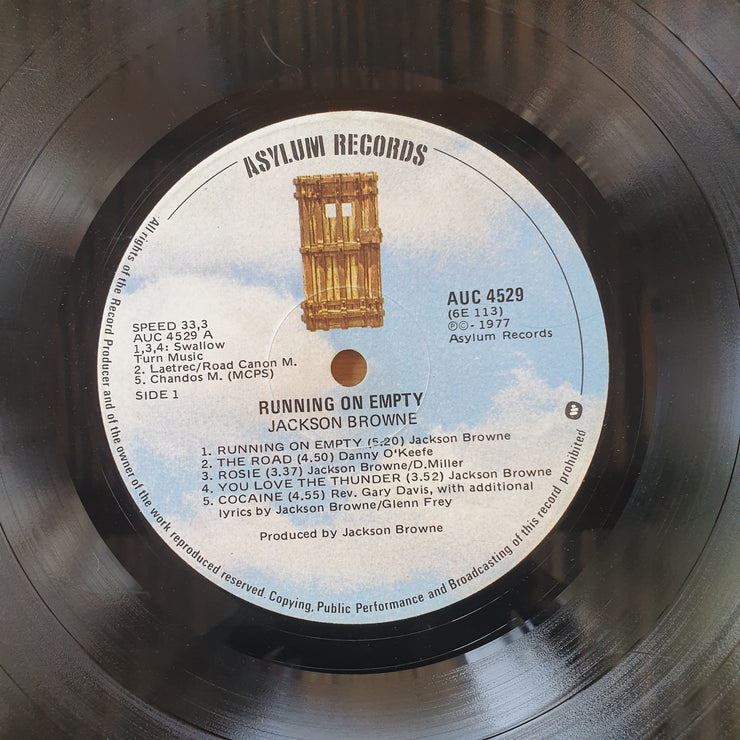 ASYLUM RECORDS
AUC 4529
(6E 113)
ⓅⒸ - 1977
Asylum Records
SPEED 33,3
AUC 4529 A
1,3,4: Swallow
Turn Music
2. Laetrec/Road Canon M.
5. Chandos M. (MCPS)
SIDE 1
RUNNING ON EMPTY
JACKSON BROWNE
1. RUNNING ON EMPTY (5.20) Jackson Browne
2. THE ROAD (4.50) Danny O'Keefe
3. ROSIE (3.37) Jackson Browne/D.Miller
4. YOU LOVE THE THUNDER (3.52) Jackson Browne
5. COCAINE (4.55) Rev. Gary Davis, with additional
lyrics by Jackson Browne/Glenn Frey
Produced by Jackson Browne
All rights of the Record Producer and of the owner of the work reproduced reserved. Copying, Public Performance and Broadcasting of this record prohibited